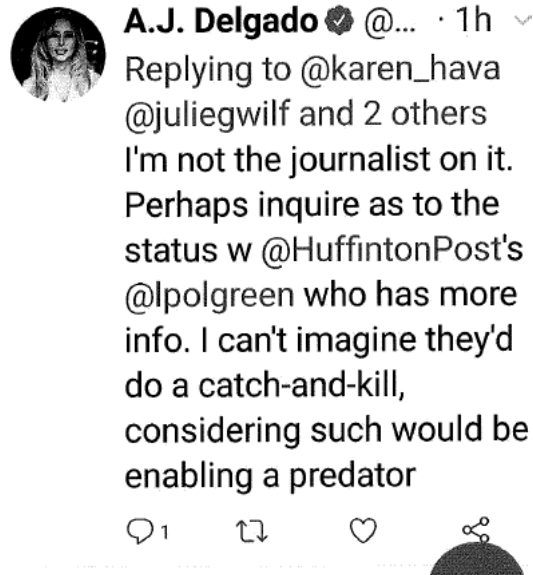 A.J. Delgado @... · 1h
Replying to @karen_hava
@juliegwilf and 2 others
I'm not the journalist on it.
Perhaps inquire as to the
status w @HuffintonPost's
@lpolgreen who has more
info. I can't imagine they'd
do a catch-and-kill,
considering such would be
enabling a predator
1